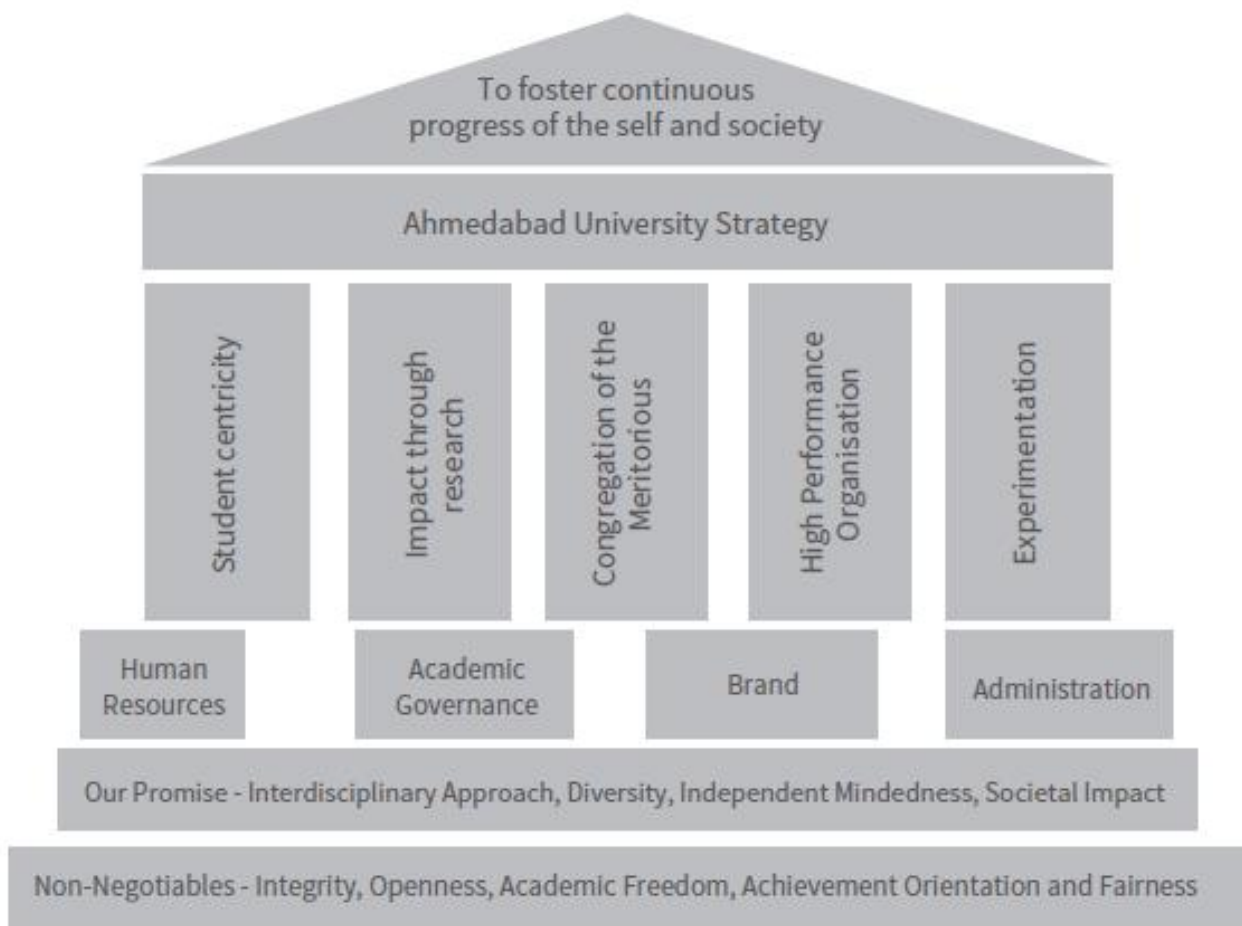 To foster continuous
progress of the self and society
Ahmedabad University Strategy
Student centricity
Impact through
research
Congregation of the
Meritorious
High Performance
Organisation
Experimentation
Human
Resources
Academic
Governance
Brand
Administration
Our Promise - Interdisciplinary Approach, Diversity, Independent Mindedness, Societal Impact
Non-Negotiables - Integrity, Openness, Academic Freedom, Achievement Orientation and Fairness